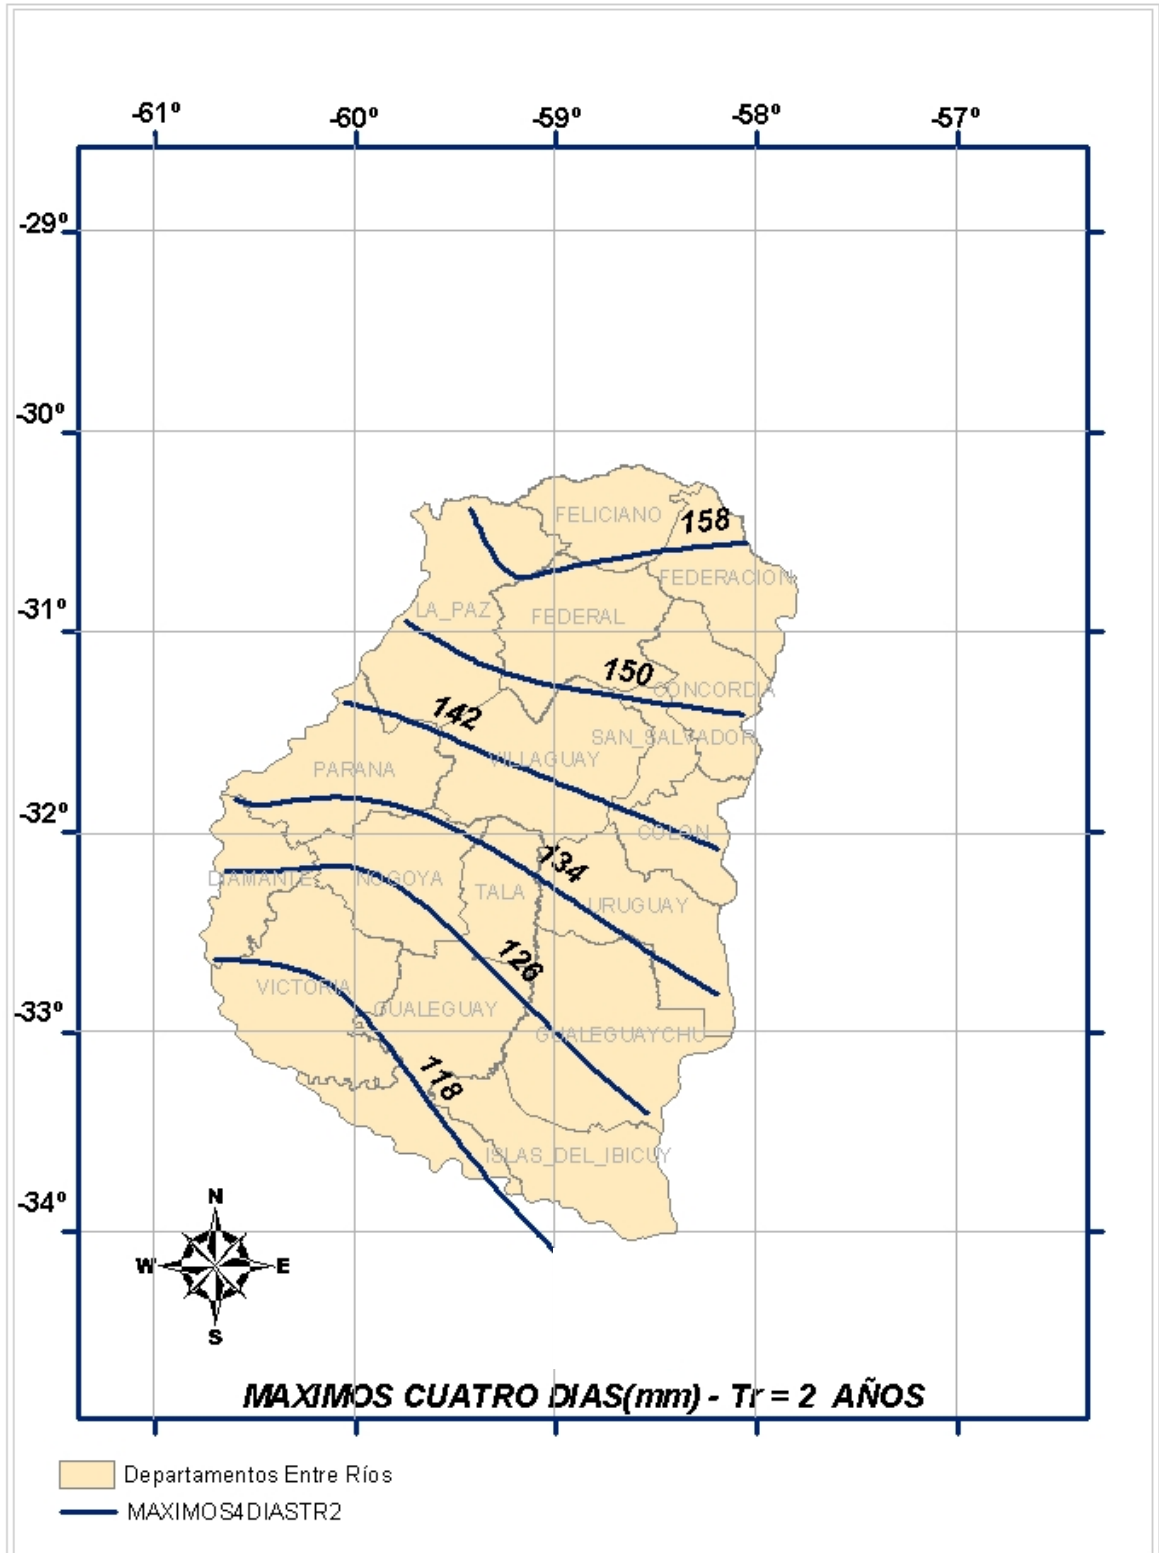 -61º -60º -59º -58º -57º
-29º
-30º
FELICIANO
158
FEDERACION
-31º
LA_PAZ
FEDERAL
150
CONCORDIA
142
SAN_SALVADOR
VILLAGUAY
PARANA
-32º
COLON
134
DIAMANTE
NOGOYA
TALA
URUGUAY
126
VICTORIA
GUALEGUAY
-33º
GUALEGUAYCHU
118
ISLAS_DEL_IBICUY
-34º
N
W E
S
MAXIMOS CUATRO DIAS(mm) - Tr = 2 AÑOS
Departamentos Entre Ríos
MAXIMOS4DIASTR2